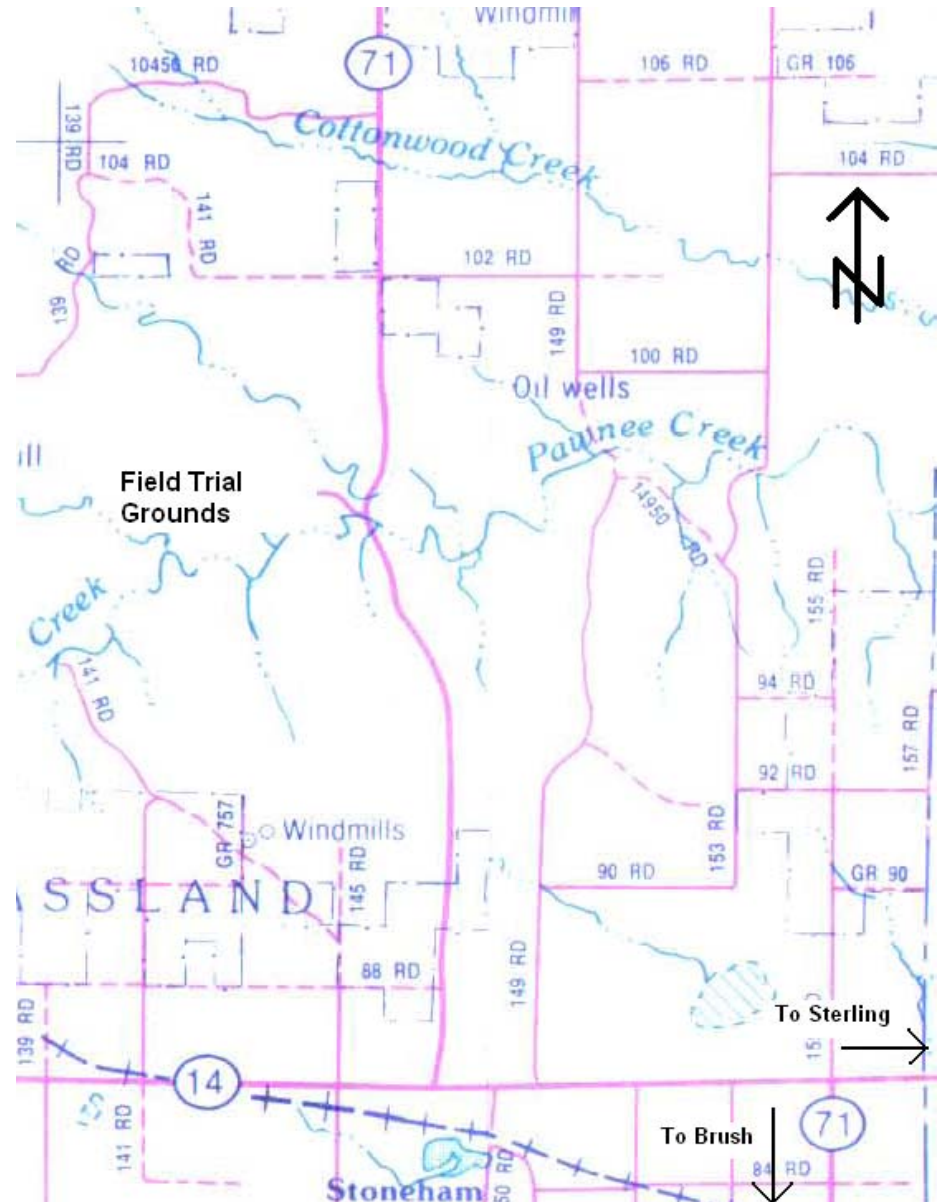 Windmill
71
10456 RD
106 RD
GR 106
139 RD
Cottonwood Creek
104 RD
104 RD
141 RD
N
102 RD
139 RD
149 RD
100 RD
Oil wells
Pawnee Creek
ill
Field Trial
Grounds
14950 RD
155 RD
Creek
141 RD
94 RD
157 RD
92 RD
GR 757
Windmills
153 RD
145 RD
90 RD
GR 90
SSLAND
88 RD
149 RD
To Sterling
139 RD
14
71
To Brush
141 RD
84 RD
Stoneham